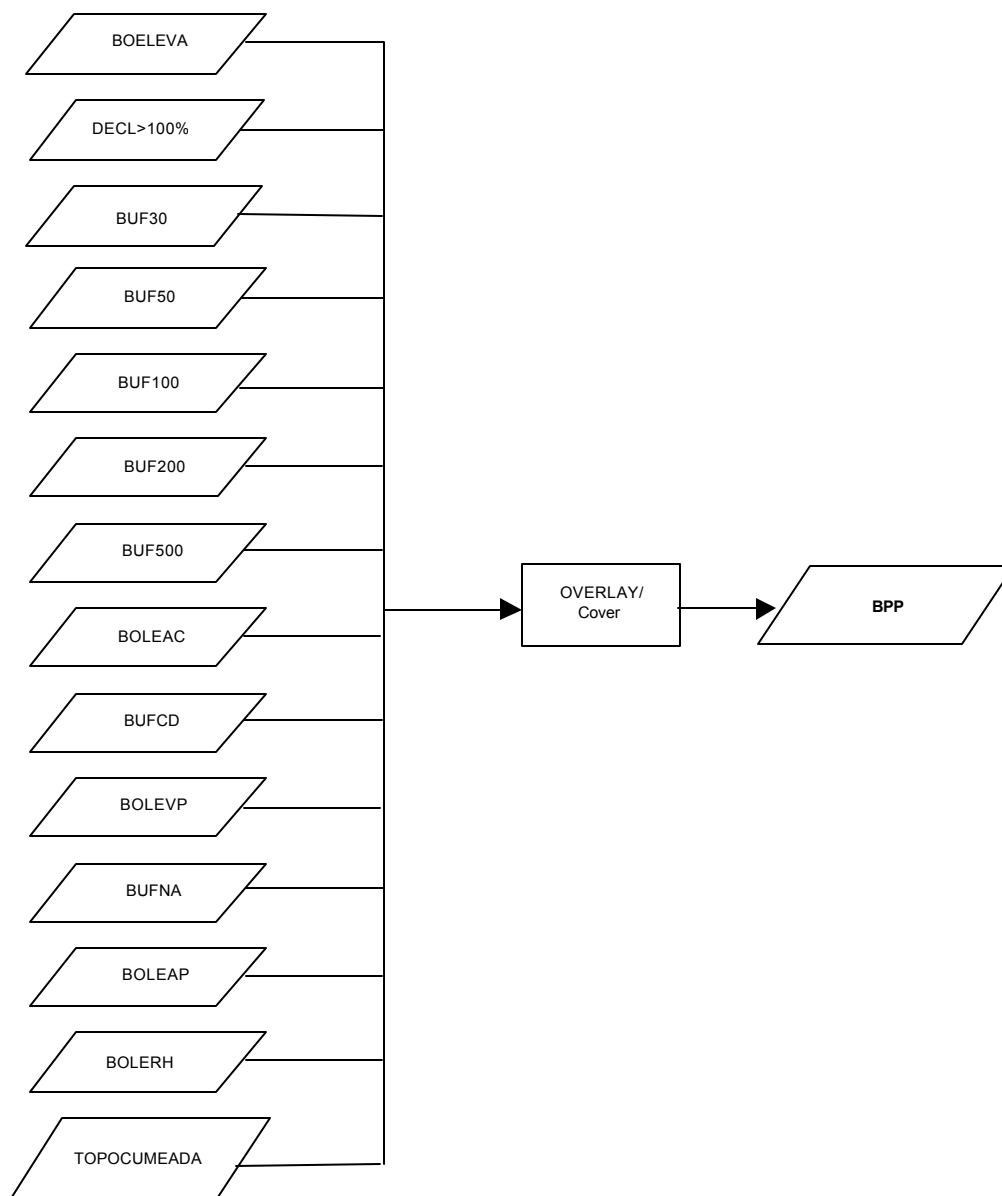 BOELEVA
DECL>100%
BUF30
BUF50
BUF100
BUF200
BUF500
BOLEAC
BUFCD
BOLEVP
BUFNA
BOLEAP
BOLERH
TOPOCUMEADA
OVERLAY/
Cover
BPP